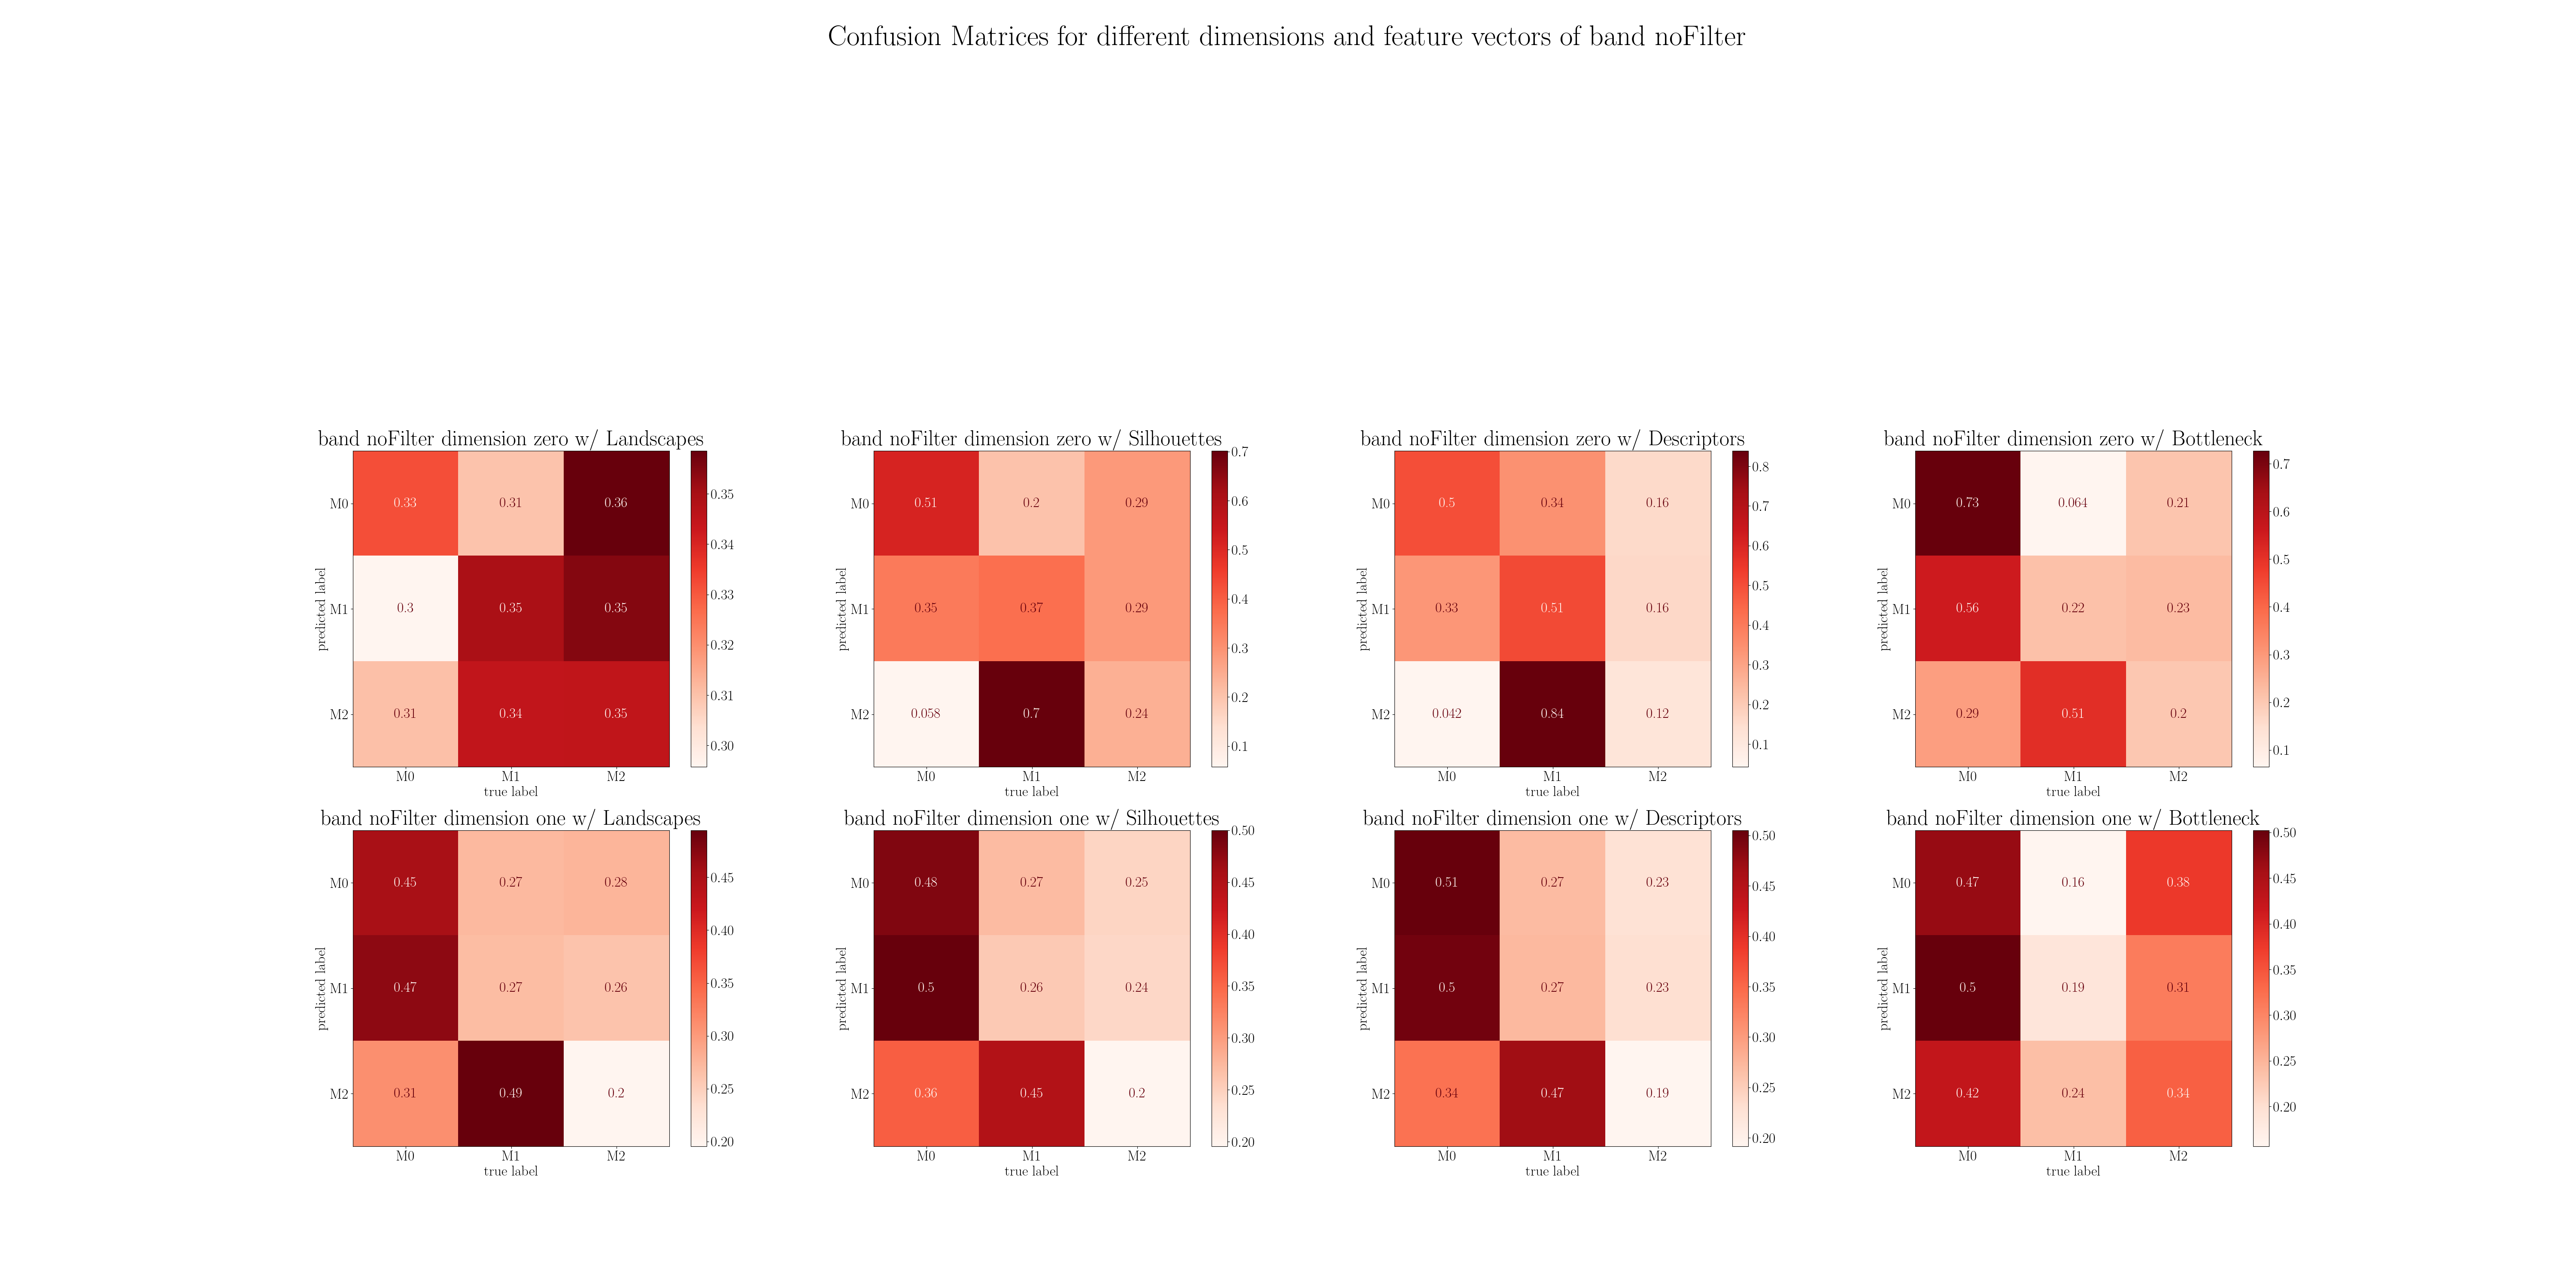 Confusion Matrices for different dimensions and feature vectors of band noFilter
band noFilter dimension zero w/ Landscapes
predicted label
M0 0.33 0.31 0.36
M1 0.3 0.35 0.35
M2 0.31 0.34 0.35
M0 M1 M2
true label
0.35
0.34
0.33
0.32
0.31
0.30
band noFilter dimension zero w/ Silhouettes
predicted label
M0 0.51 0.2 0.29
M1 0.35 0.37 0.29
M2 0.058 0.7 0.24
M0 M1 M2
true label
0.7
0.6
0.5
0.4
0.3
0.2
0.1
band noFilter dimension zero w/ Descriptors
predicted label
M0 0.5 0.34 0.16
M1 0.33 0.51 0.16
M2 0.042 0.84 0.12
M0 M1 M2
true label
0.8
0.7
0.6
0.5
0.4
0.3
0.2
0.1
band noFilter dimension zero w/ Bottleneck
predicted label
M0 0.73 0.064 0.21
M1 0.56 0.22 0.23
M2 0.29 0.51 0.2
M0 M1 M2
true label
0.7
0.6
0.5
0.4
0.3
0.2
0.1
band noFilter dimension one w/ Landscapes
predicted label
M0 0.45 0.27 0.28
M1 0.47 0.27 0.26
M2 0.31 0.49 0.2
M0 M1 M2
true label
0.45
0.40
0.35
0.30
0.25
0.20
band noFilter dimension one w/ Silhouettes
predicted label
M0 0.48 0.27 0.25
M1 0.5 0.26 0.24
M2 0.36 0.45 0.2
M0 M1 M2
true label
0.50
0.45
0.40
0.35
0.30
0.25
0.20
band noFilter dimension one w/ Descriptors
predicted label
M0 0.51 0.27 0.23
M1 0.5 0.27 0.23
M2 0.34 0.47 0.19
M0 M1 M2
true label
0.50
0.45
0.40
0.35
0.30
0.25
0.20
band noFilter dimension one w/ Bottleneck
predicted label
M0 0.47 0.16 0.38
M1 0.5 0.19 0.31
M2 0.42 0.24 0.34
M0 M1 M2
true label
0.50
0.45
0.40
0.35
0.30
0.25
0.20